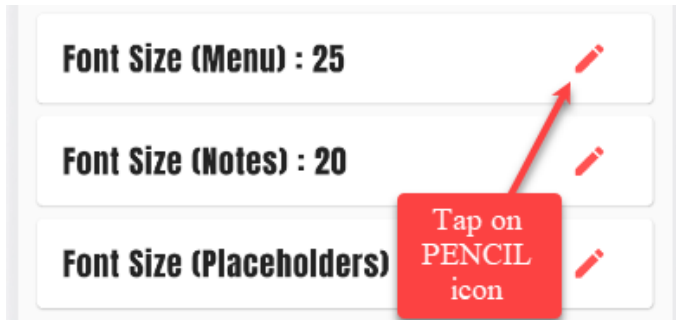 Font Size (Menu) : 25
Font Size (Notes) : 20
Font Size (Placeholders)
Tap on
PENCIL
icon